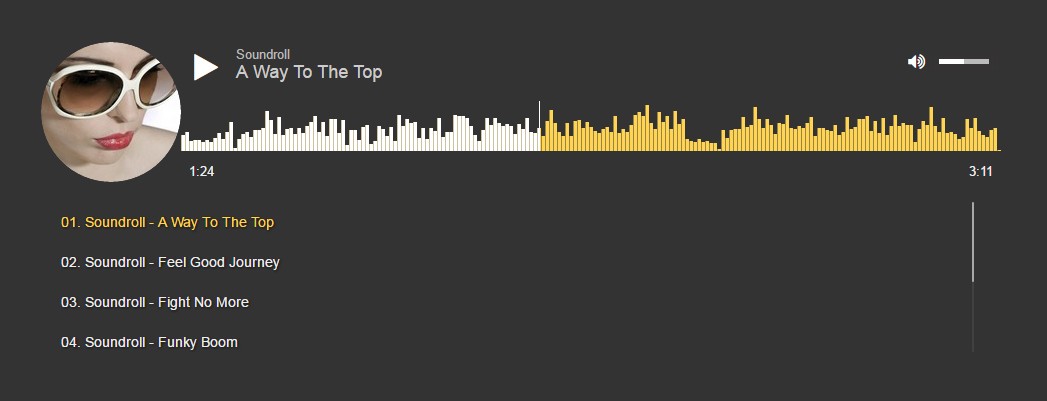 Soundroll
A Way To The Top
1:24
3:11
01. Soundroll - A Way To The Top
02. Soundroll - Feel Good Journey
03. Soundroll - Fight No More
04. Soundroll - Funky Boom